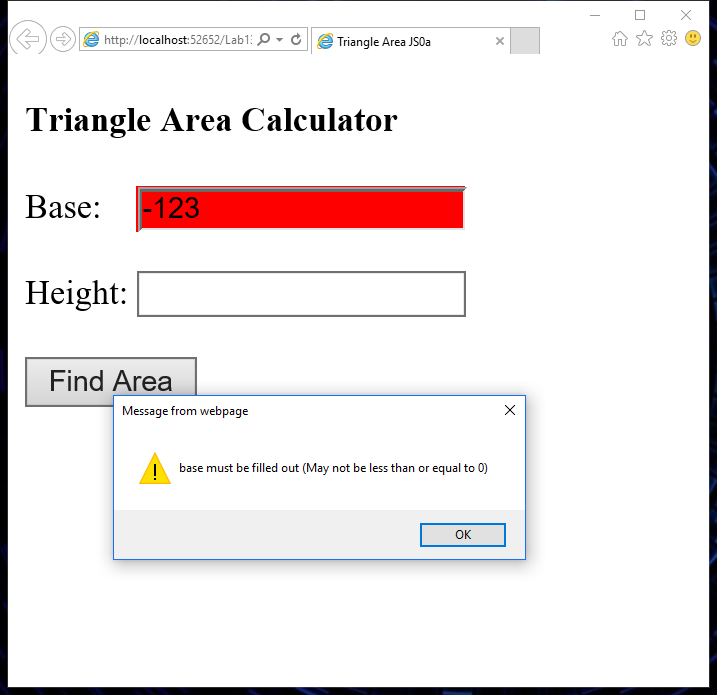 http://localhost:52652/Lab13
Triangle Area JS0a
Triangle Area Calculator
Base: -123
Height:
Find Area
Message from webpage
base must be filled out (May not be less than or equal to 0)
OK